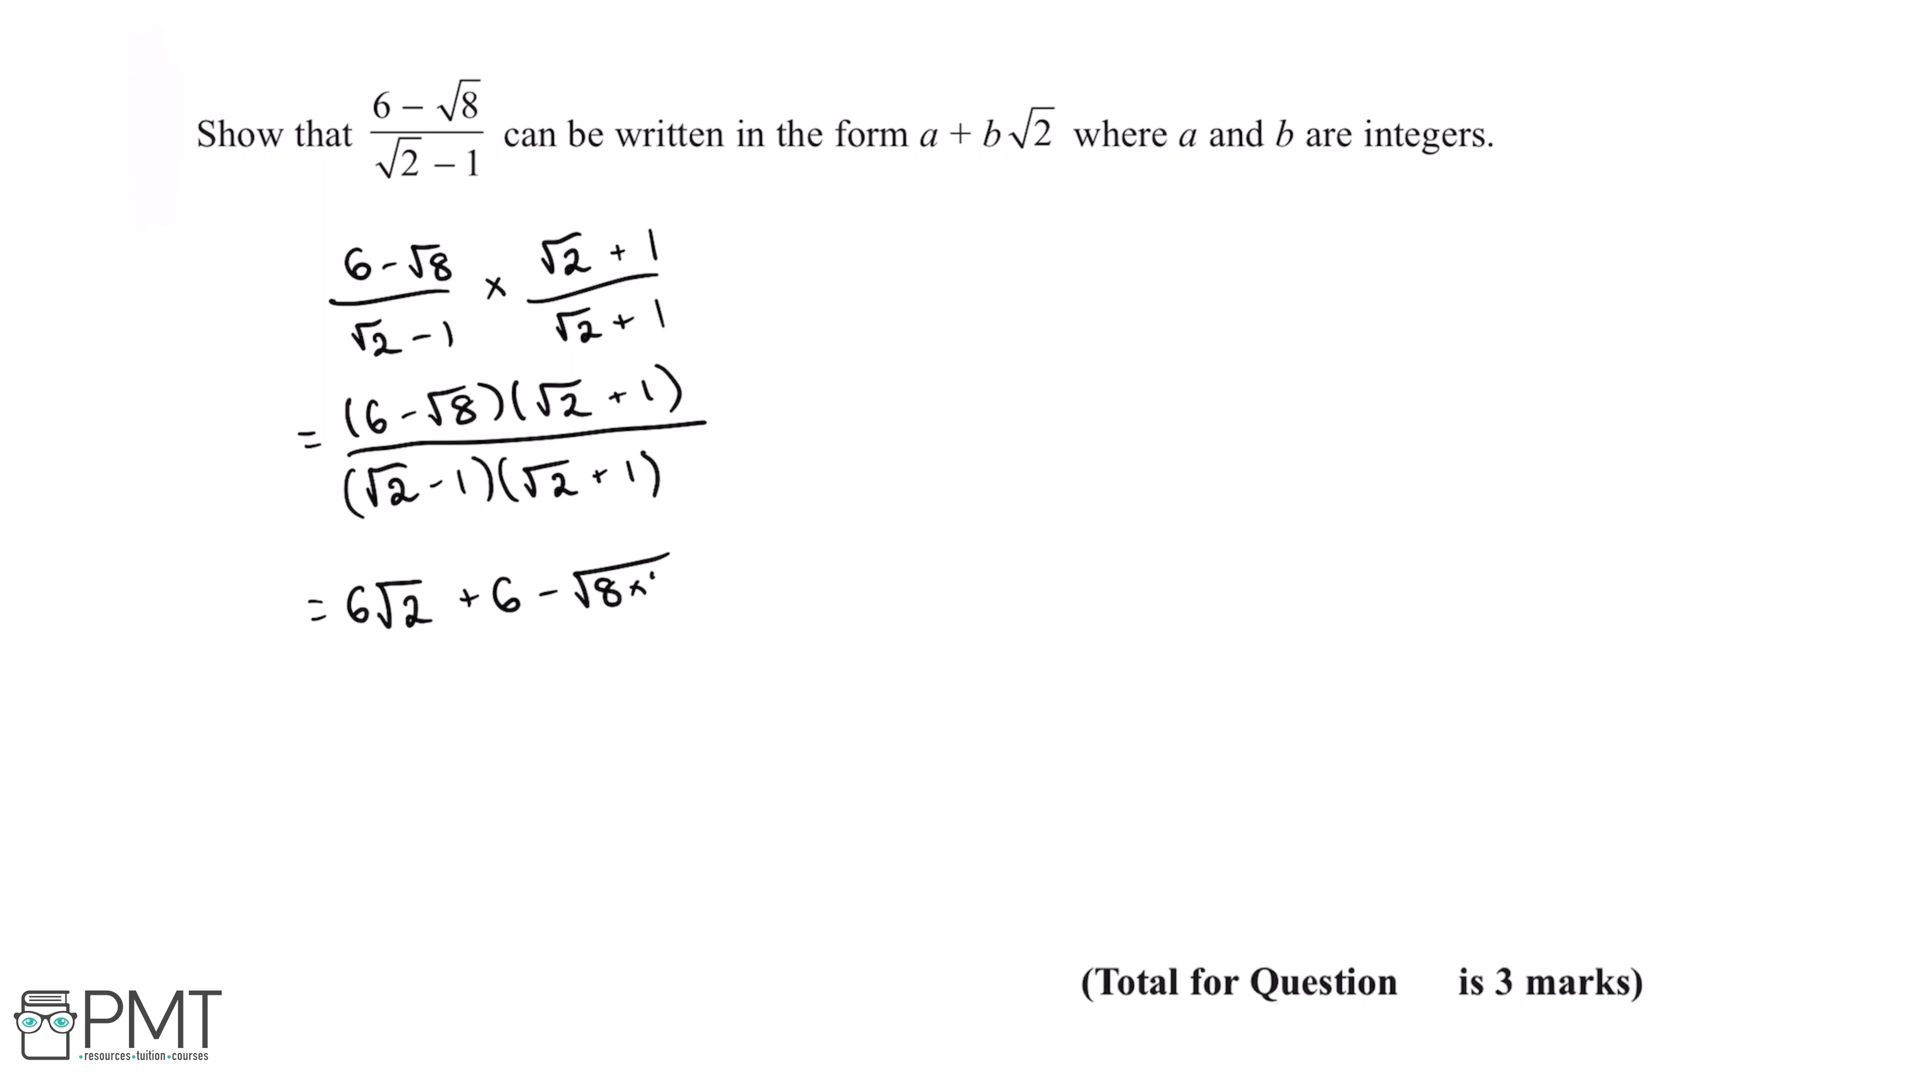 Show that (6 – √8)/(√2 – 1) can be written in the form a + b√2 where a and b are integers.
(6 - √8)/(√2 - 1) × (√2 + 1)/(√2 + 1)
= (6 - √8)(√2 + 1)/(√2 - 1)(√2 + 1)
= 6√2 + 6 - √8×
(Total for Question is 3 marks)
PMT
resources•tuition•courses